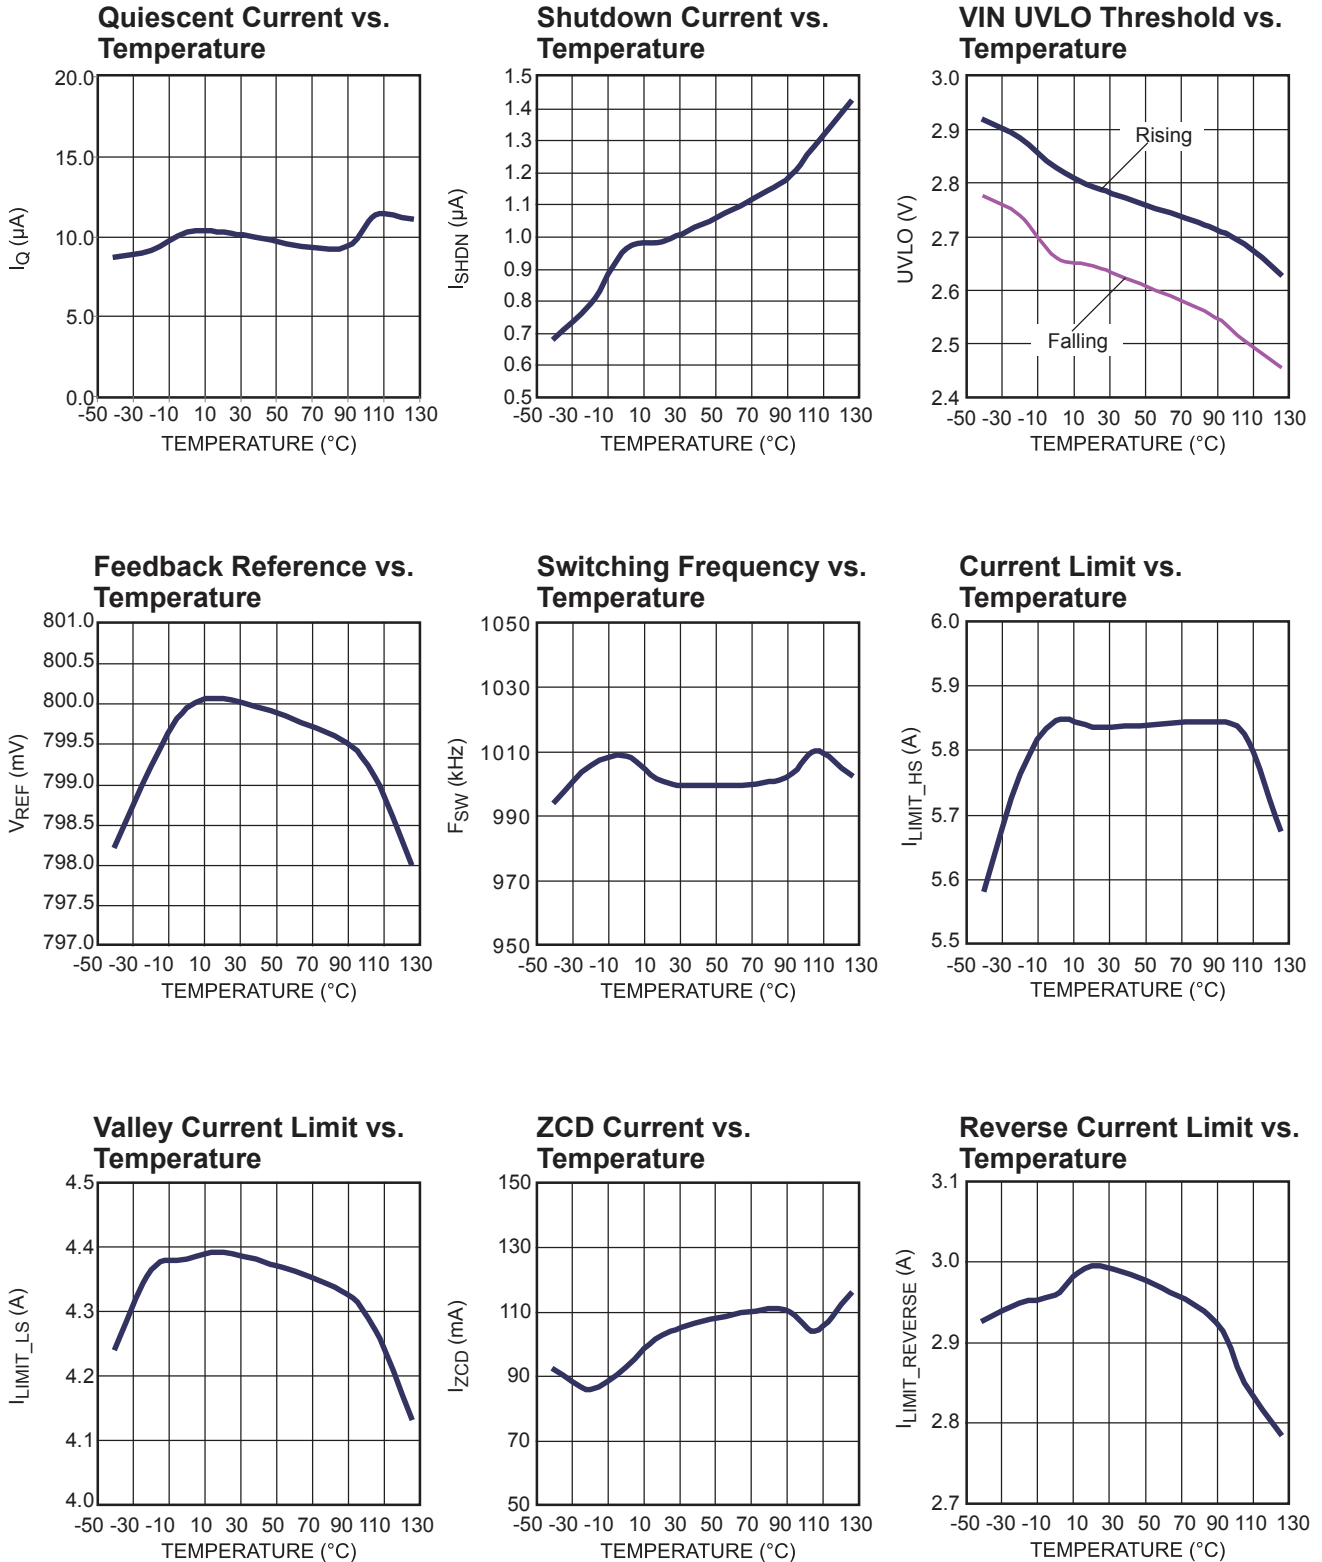 Quiescent Current vs.
Temperature
20.0
15.0
10.0
5.0
0.0
IQ (µA)
-50 -30 -10 10 30 50 70 90 110 130
TEMPERATURE (°C)
Shutdown Current vs.
Temperature
1.5
1.4
1.3
1.2
1.1
1.0
0.9
0.8
0.7
0.6
0.5
ISHDN (µA)
-50 -30 -10 10 30 50 70 90 110 130
TEMPERATURE (°C)
VIN UVLO Threshold vs.
Temperature
3.0
2.9
2.8
2.7
2.6
2.5
2.4
UVLO (V)
Rising
Falling
-50 -30 -10 10 30 50 70 90 110 130
TEMPERATURE (°C)
Feedback Reference vs.
Temperature
801.0
800.5
800.0
799.5
799.0
798.5
798.0
797.5
797.0
VREF (mV)
-50 -30 -10 10 30 50 70 90 110 130
TEMPERATURE (°C)
Switching Frequency vs.
Temperature
1050
1030
1010
990
970
950
FSW (kHz)
-50 -30 -10 10 30 50 70 90 110 130
TEMPERATURE (°C)
Current Limit vs.
Temperature
6.0
5.9
5.8
5.7
5.6
5.5
ILIMIT_HS (A)
-50 -30 -10 10 30 50 70 90 110 130
TEMPERATURE (°C)
Valley Current Limit vs.
Temperature
4.5
4.4
4.3
4.2
4.1
4.0
ILIMIT_LS (A)
-50 -30 -10 10 30 50 70 90 110 130
TEMPERATURE (°C)
ZCD Current vs.
Temperature
150
130
110
90
70
50
IZCD (mA)
-50 -30 -10 10 30 50 70 90 110 130
TEMPERATURE (°C)
Reverse Current Limit vs.
Temperature
3.1
3.0
2.9
2.8
2.7
ILIMIT_REVERSE (A)
-50 -30 -10 10 30 50 70 90 110 130
TEMPERATURE (°C)